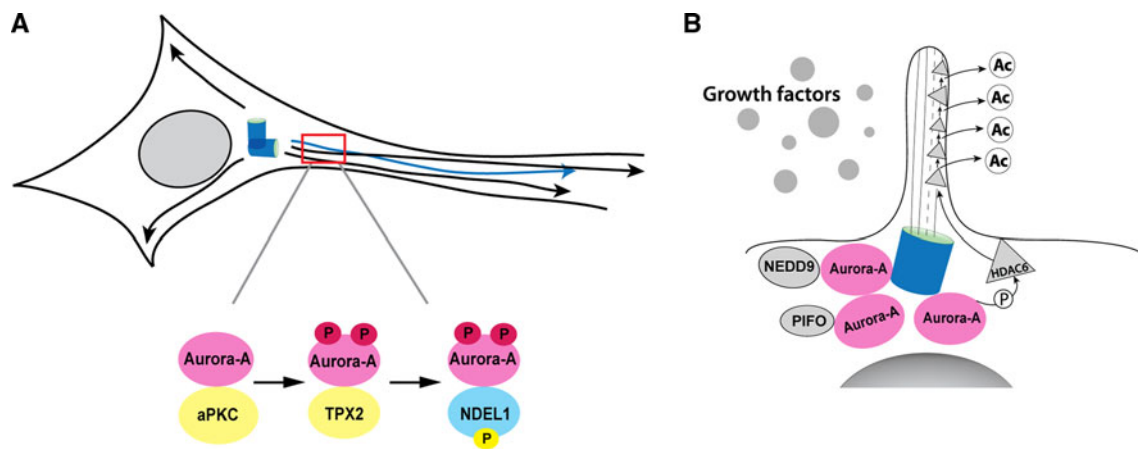 A
P P P P
Aurora-A Aurora-A Aurora-A
aPKC TPX2 NDEL1
P
B
Growth factors
Ac
Ac
Ac
Ac
NEDD9 Aurora-A HDAC6
P
PIFO Aurora-A Aurora-A